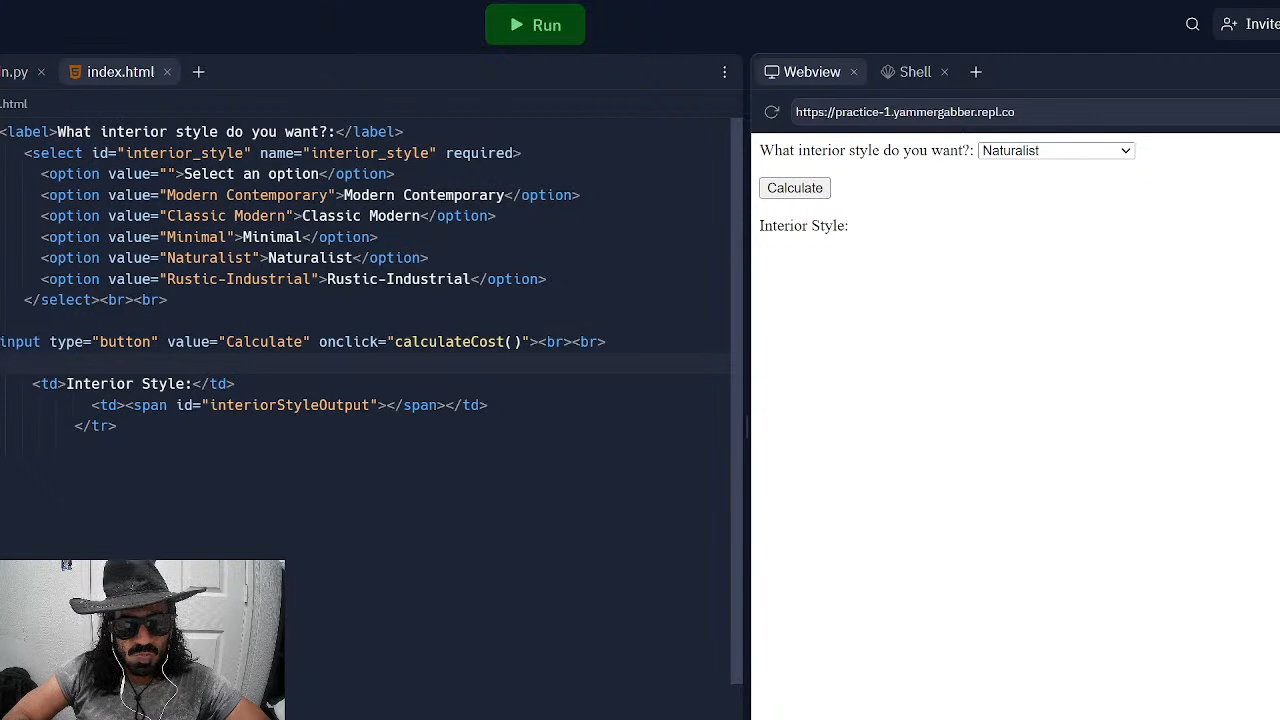 Run
Invite
n.py
index.html
Webview
Shell
.html
https://practice-1.yammergabber.repl.co
<label>What interior style do you want?:</label>
<select id="interior_style" name="interior_style" required>
<option value="">Select an option</option>
<option value="Modern Contemporary">Modern Contemporary</option>
<option value="Classic Modern">Classic Modern</option>
<option value="Minimal">Minimal</option>
<option value="Naturalist">Naturalist</option>
<option value="Rustic-Industrial">Rustic-Industrial</option>
</select><br><br>
input type="button" value="Calculate" onclick="calculateCost()"><br><br>
<td>Interior Style:</td>
<td><span id="interiorStyleOutput"></span></td>
</tr>
What interior style do you want?: Naturalist
Calculate
Interior Style: